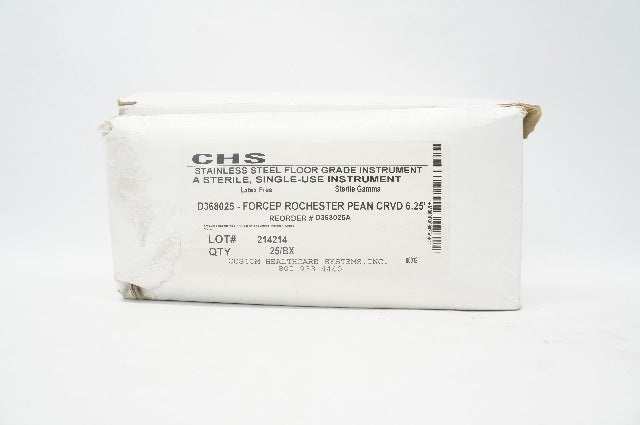 CHS
STAINLESS STEEL FLOOR GRADE INSTRUMENT
A STERILE, SINGLE-USE INSTRUMENT
Latex Free Sterile Gamma
D368025 - FORCEP ROCHESTER PEAN CRVD 6.25"
REORDER # D368025A
LOT# 214214
QTY 25/BX
CUSTOM HEALTHCARE SYSTEMS, INC.